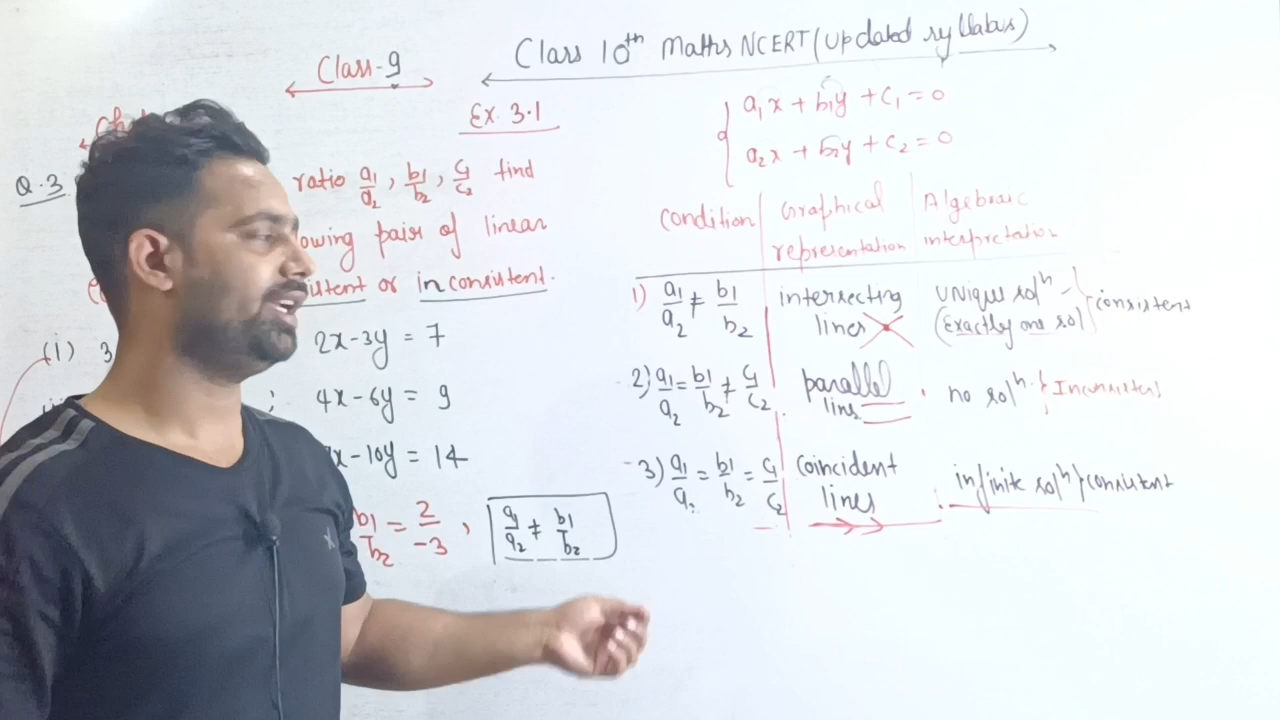 Class-9
Class 10th Maths NCERT (Updated syllabus)
Ch
Ex. 3.1
Q.3 ratio a1/a2, b1/b2, c1/c2 find
owing pair of linear
istent or inconsistent.
(i) 3 2x-3y = 7
; 4x-6y = 9
x-10y = 14
b1/b2 = 2/-3, a1/a2 ≠ b1/b2
a1x + b1y + c1 = 0
a2x + b2y + c2 = 0
condition Graphical representation Algebraic interpretation
1) a1/a2 ≠ b1/b2 intersecting lines Unique solⁿ (Exactly one sol) consistent
2) a1/a2 = b1/b2 ≠ c1/c2 parallel lins no solⁿ. Inconsistent
3) a1/a2 = b1/b2 = c1/c2 Coincident lines infinite solⁿ consistent